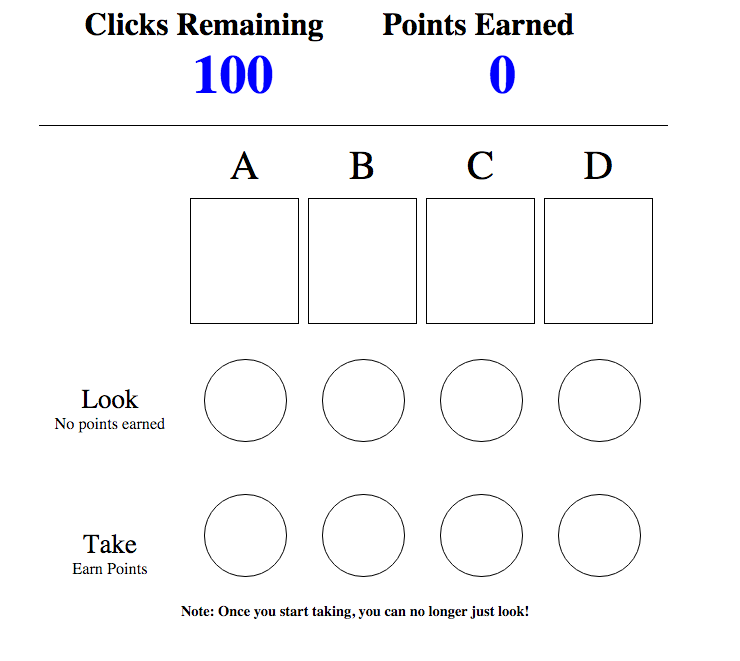 Clicks Remaining Points Earned
100 0
A B C D
Look
No points earned
Take
Earn Points
Note: Once you start taking, you can no longer just look!